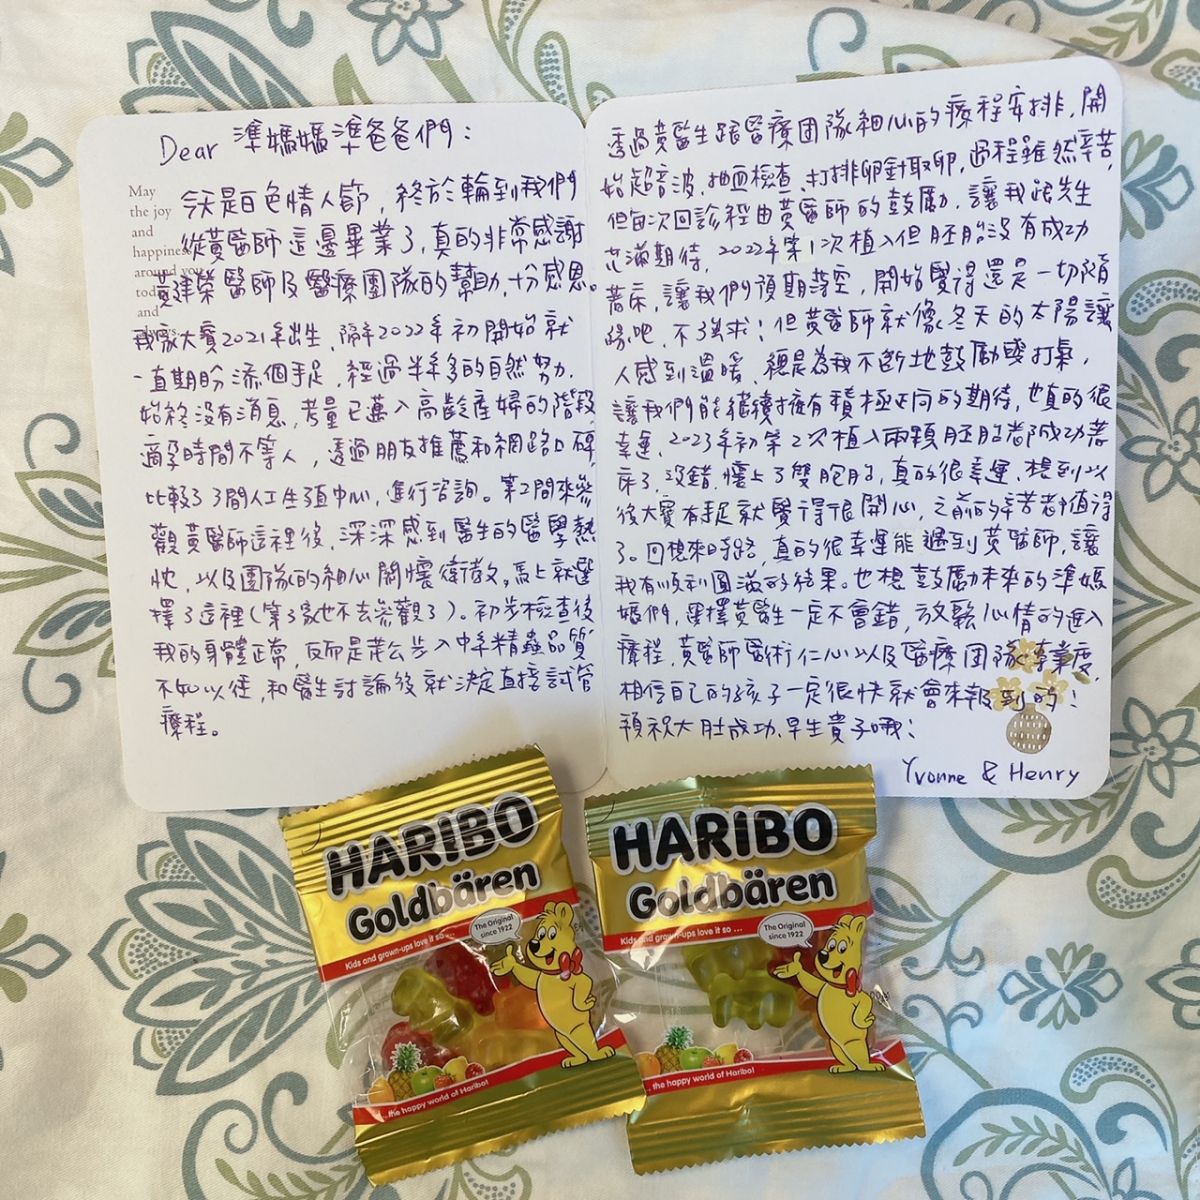 Dear 準媽媽準爸爸們：
May
the joy
and
happiness
around you
today
and
always.
今天是白色情人節，終於輪到我們
從黃醫師這邊畢業了，真的非常感謝
黃建榮醫師及醫療團隊的幫助，十分感恩。
我家大寶2021年出生，隔年2022年初開始就
一直期盼添個手足，經過半年多的自然努力，
始終沒有消息，考量已邁入高齡產婦的階段，
適孕時間不等人，透過朋友推薦和網路口碑，
比較了3間人工生殖中心，進行咨詢。第2間來參
觀黃醫師這裡後，深深感到醫生的醫學熱
忱，以及團隊的細心關懷衛教，馬上就選
擇了這裡(第3家也不去參觀了)。初步檢查後
我的身體正常，反而是老公步入中年精蟲品質
不如以往，和醫生討論後就決定直接試管
療程。
透過黃醫生跟醫療團隊細心的療程安排，開
始超音波、抽血檢查、打排卵針取卵，過程雖然辛苦，
但每次回診經由黃醫師的鼓勵，讓我跟先生
充滿期待，2022年第1次植入但胚胎沒有成功
著床，讓我們預期落空，開始覺得還是一切隨
緣吧，不強求！但黃醫師就像冬天的太陽讓
人感到溫暖，總是為我不斷地鼓勵與打氣，
讓我們能繼續擁有積極正向的期待，也真的很
幸運，2023年初第2次植入兩顆胚胎都成功著
床了，沒錯，懷上了雙胞胎，真的很幸運、想到以
後大寶有手足就覺得很開心，之前的辛苦都值得
了。回想來時路，真的很幸運能遇到黃醫師，讓
我有順利圓滿的結果。也想鼓勵未來的準媽
媽們，選擇黃醫生一定不會錯，放鬆心情的進入
療程，黃醫師醫術仁心以及醫療團隊專業度，
相信自己的孩子一定很快就會來報到的！
預祝大肚成功、早生貴子哦！
Yvonne & Henry
HARIBO
Goldbären
Kids and grown-ups love it so ...
The Original
since 1922
...the happy world of Haribo!
HARIBO
Goldbären
Kids and grown-ups love it so ...
The Original
since 1922
... the happy world of Haribo!